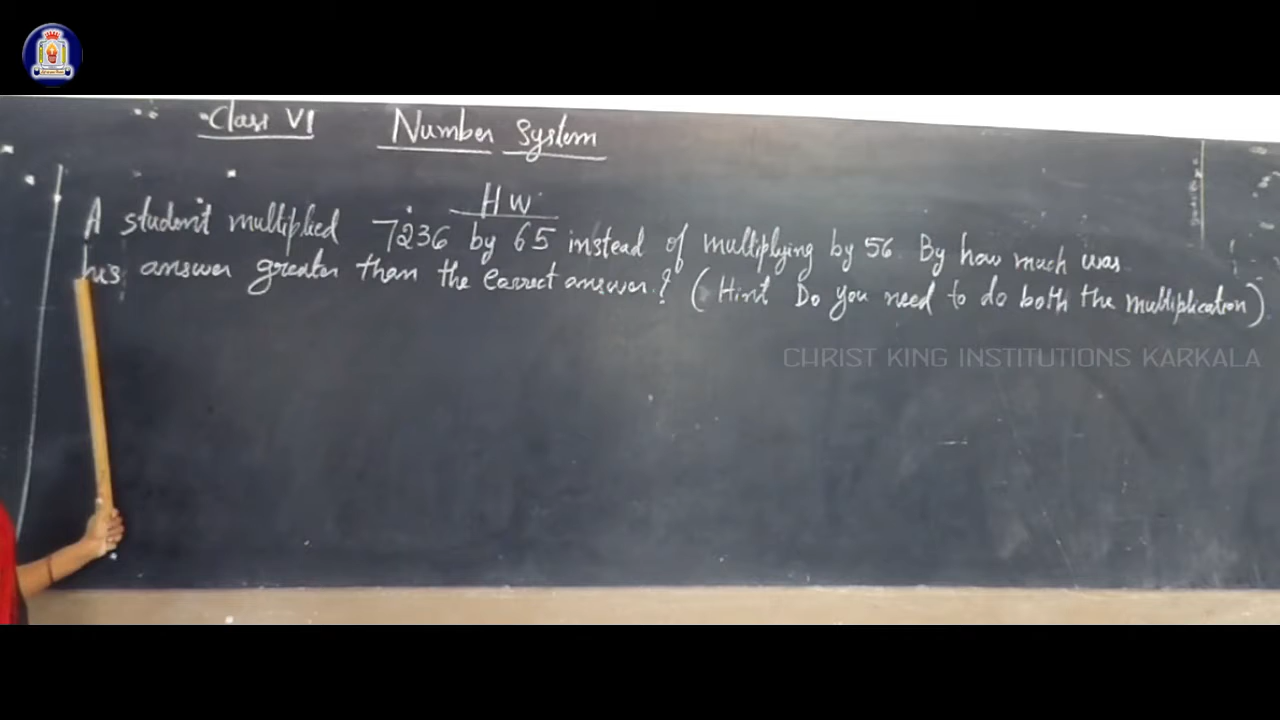 Class VI Number System
H W
A student multiplied 7236 by 65 instead of multiplying by 56. By how much was
his answer greater than the correct answer? (Hint Do you need to do both the multiplication)
CHRIST KING INSTITUTIONS KARKALA